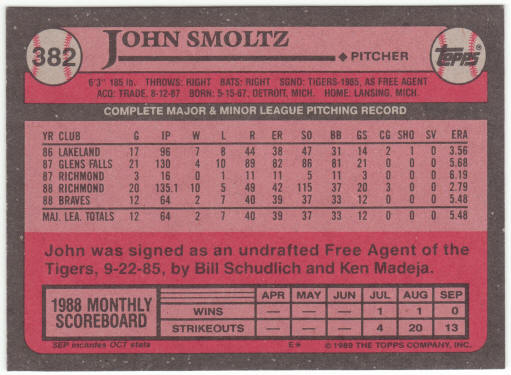 382
JOHN SMOLTZ
◆ PITCHER
topps
6'3" 185 lb. THROWS: RIGHT BATS: RIGHT SGND: TIGERS-1985, AS FREE AGENT
ACQ: TRADE, 8-12-87 BORN: 5-15-67, DETROIT, MICH. HOME: LANSING, MICH.
COMPLETE MAJOR & MINOR LEAGUE PITCHING RECORD
YR CLUB G IP W L R ER SO BB GS CG SHO SV ERA
86 LAKELAND 17 96 7 8 44 38 47 31 14 2 1 0 3.56
87 GLENS FALLS 21 130 4 10 89 82 86 81 21 0 0 0 5.68
87 RICHMOND 3 16 0 1 11 11 5 11 3 0 0 0 6.19
88 RICHMOND 20 135.1 10 5 49 42 115 37 20 3 0 0 2.79
88 BRAVES 12 64 2 7 40 39 37 33 12 0 0 0 5.48
MAJ. LEA. TOTALS 12 64 2 7 40 39 37 33 12 0 0 0 5.48
John was signed as an undrafted Free Agent of the
Tigers, 9-22-85, by Bill Schudlich and Ken Madeja.
1988 MONTHLY SCOREBOARD
APR MAY JUN JUL AUG SEP
WINS — — — 1 1 0
STRIKEOUTS — — — 4 20 13
SEP includes OCT stats E* © 1989 THE TOPPS COMPANY, INC.